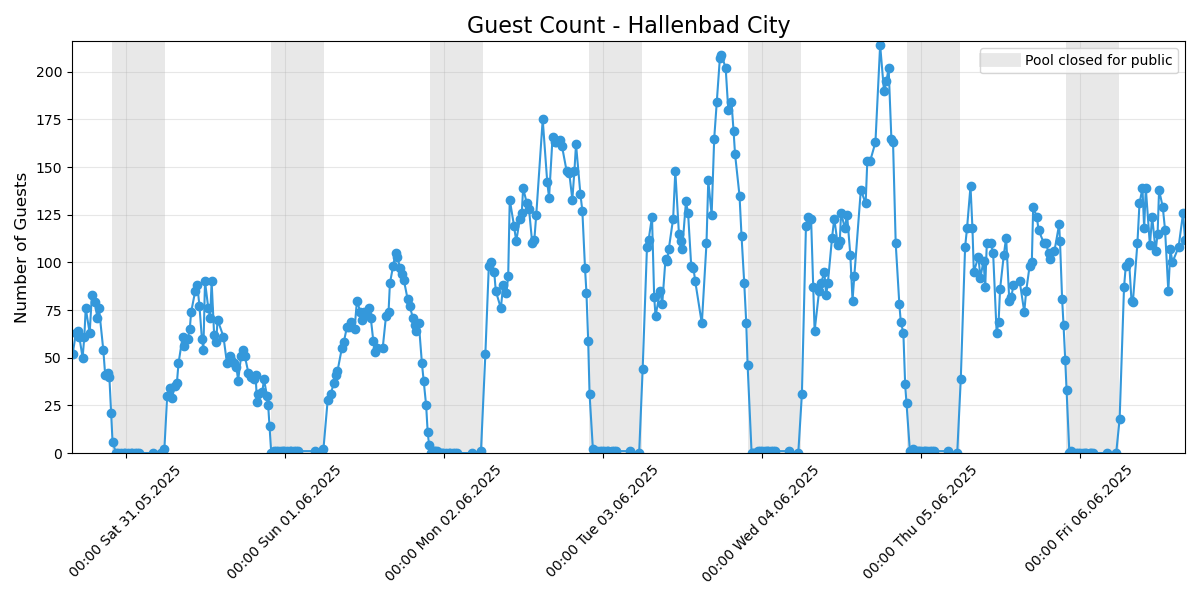 Guest Count - Hallenbad City
Pool closed for public
Number of Guests
200
175
150
125
100
75
50
25
0
00:00 Sat 31.05.2025
00:00 Sun 01.06.2025
00:00 Mon 02.06.2025
00:00 Tue 03.06.2025
00:00 Wed 04.06.2025
00:00 Thu 05.06.2025
00:00 Fri 06.06.2025